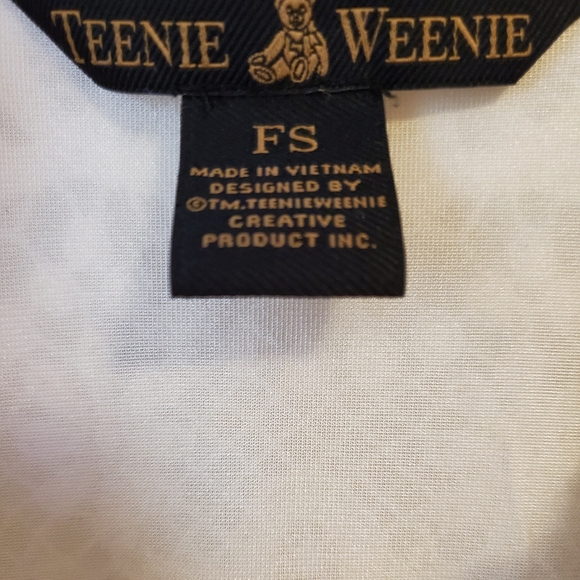 TEENIE WEENIE
FS
MADE IN VIETNAM
DESIGNED BY
©TM.TEENIEWEENIE
CREATIVE
PRODUCT INC.